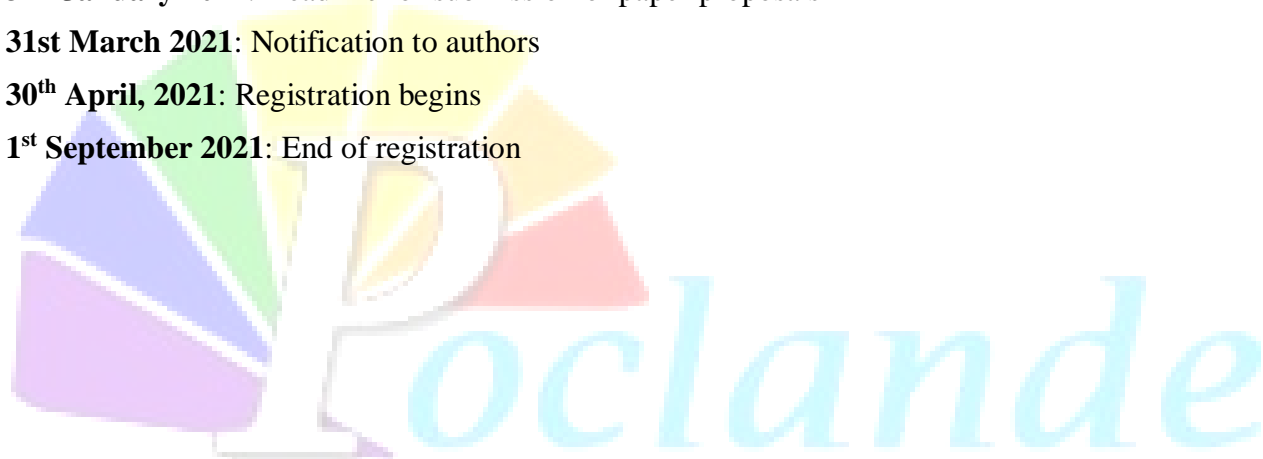 31st March 2021: Notification to authors
30th April, 2021: Registration begins
1st September 2021: End of registration
Poclande